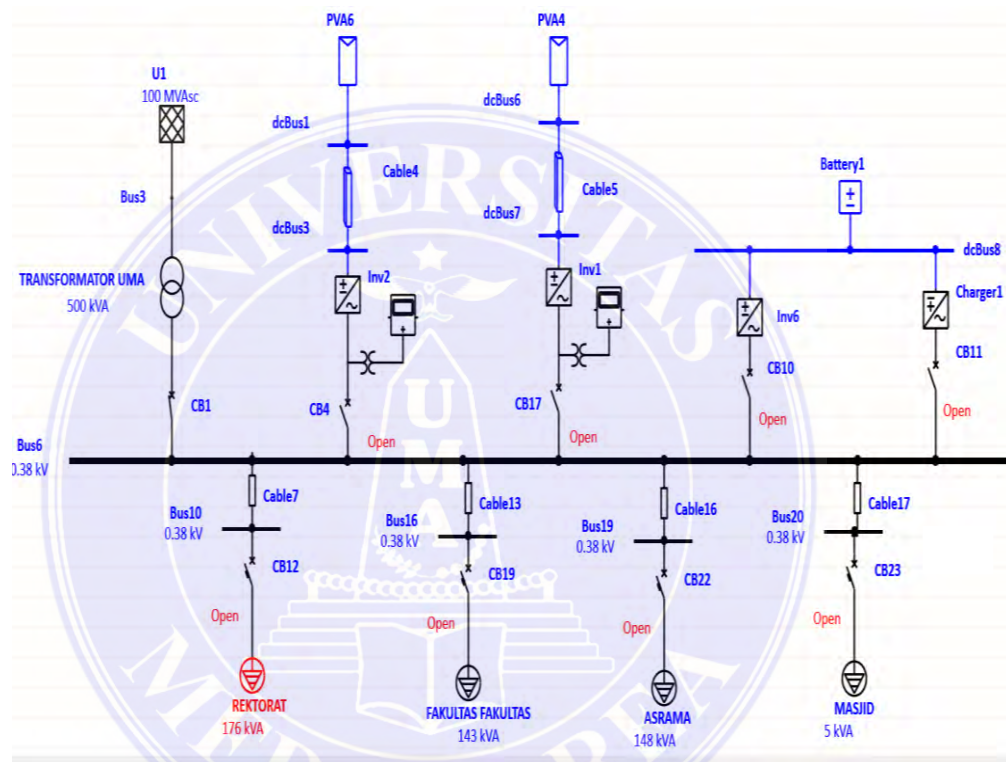 PVA6
PVA4
U1
100 MVAsc
dcBus6
dcBus1
Cable4
Cable5
Battery1
Bus3
dcBus7
dcBus3
dcBus8
TRANSFORMATOR UMA
500 kVA
Inv2
Inv1
Charger1
Inv6
CB10
CB11
CB1
CB4
CB17
Open
Open
Open
Open
Bus6
0.38 kV
Cable7
Cable13
Cable16
Cable17
Bus10
0.38 kV
Bus16
0.38 kV
Bus19
0.38 kV
Bus20
0.38 kV
CB12
CB19
CB22
CB23
Open
Open
Open
Open
REKTORAT
176 kVA
FAKULTAS FAKULTAS
143 kVA
ASRAMA
148 kVA
MASJID
5 kVA
UNIVERSITAS
UMA